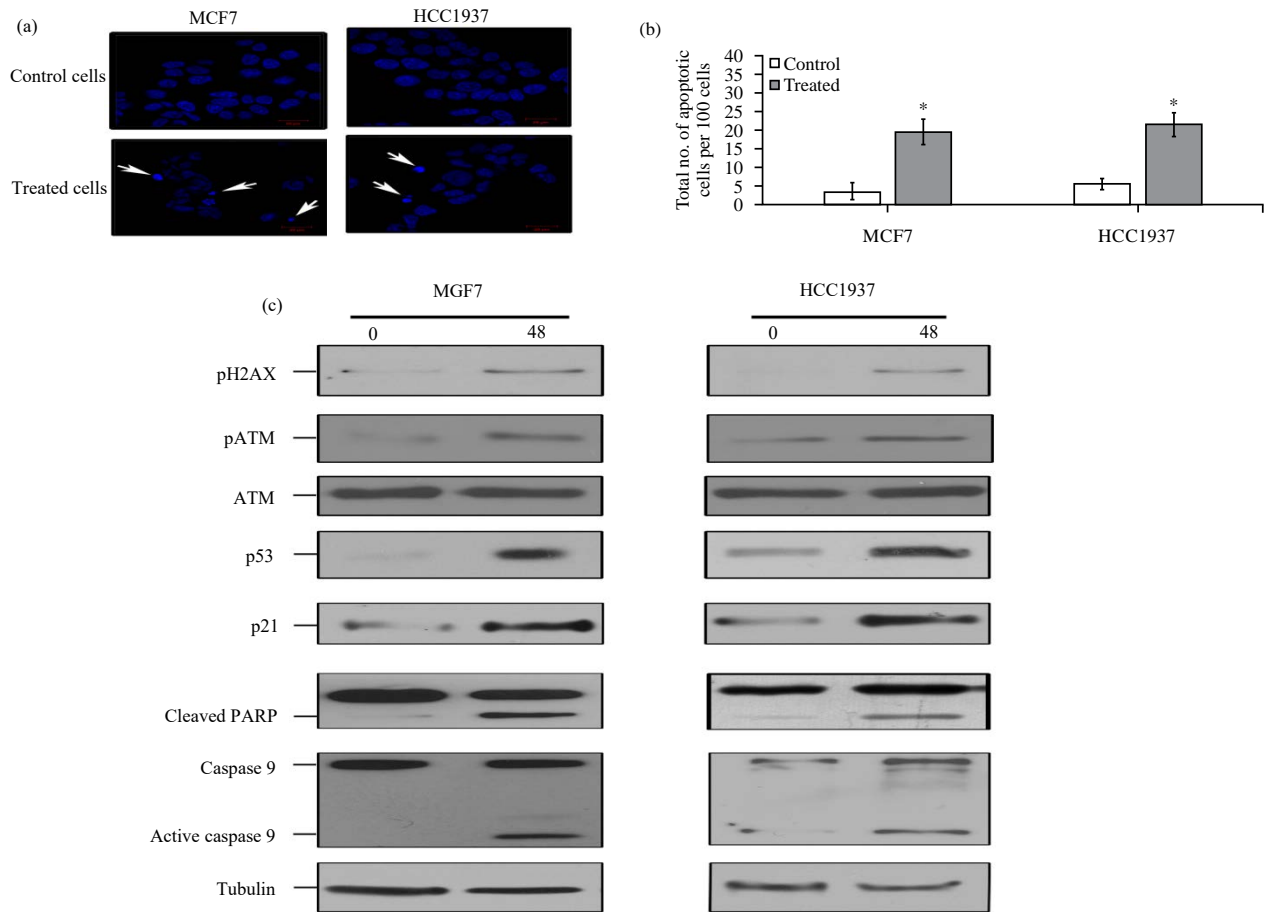 (a)
MCF7
HCC1937
Control cells
Treated cells
(b)
Total no. of apoptotic
cells per 100 cells
40
35
30
25
20
15
10
5
0
Control
Treated
*
*
MCF7
HCC1937
(c)
MGF7
HCC1937
0
48
0
48
pH2AX
pATM
ATM
p53
p21
Cleaved PARP
Caspase 9
Active caspase 9
Tubulin